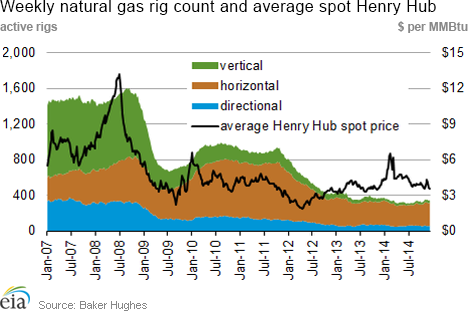 Weekly natural gas rig count and average spot Henry Hub
active rigs $ per MMBtu
2,000 $15
1,600 $12
1,200 $9
800 $6
400 $3
0 $0
vertical
horizontal
directional
average Henry Hub spot price
Jan-07 Jul-07 Jan-08 Jul-08 Jan-09 Jul-09 Jan-10 Jul-10 Jan-11 Jul-11 Jan-12 Jul-12 Jan-13 Jul-13 Jan-14 Jul-14
eia Source: Baker Hughes